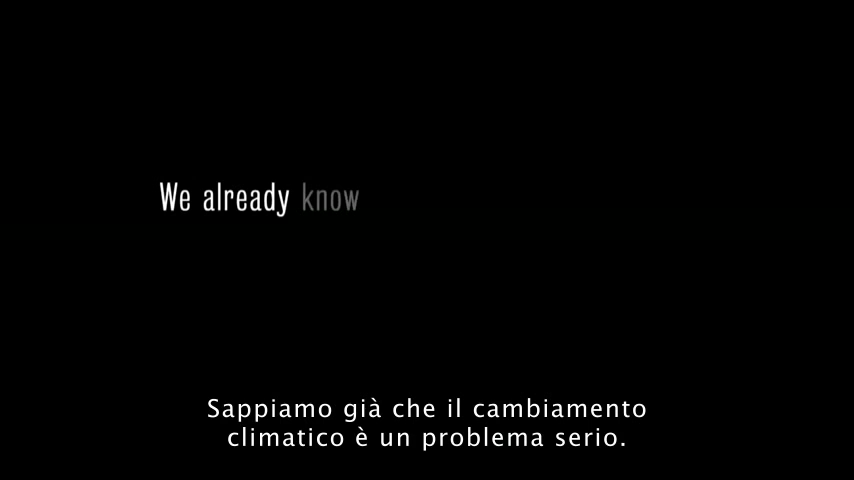 We already know
Sappiamo già che il cambiamento
climatico è un problema serio.